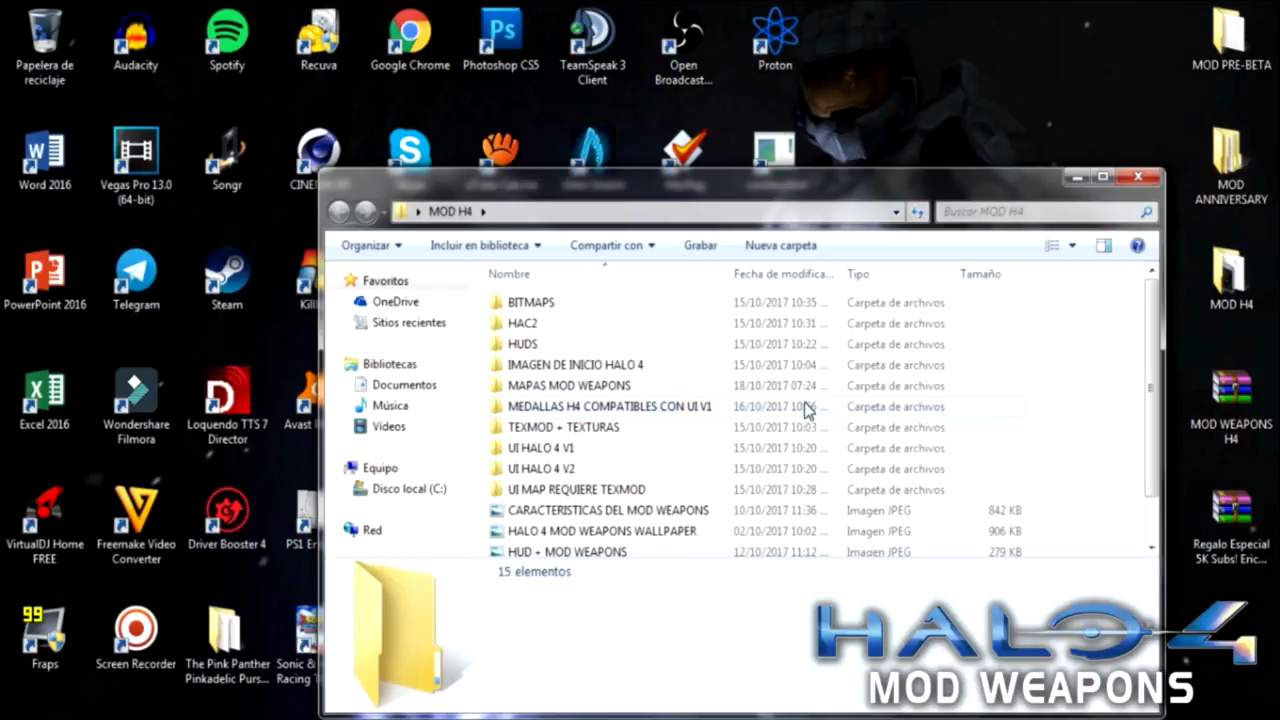 Papelera de
reciclaje
Audacity
Spotify
Recuva
Google Chrome
Photoshop CS5
TeamSpeak 3
Client
Open
Broadcast...
Proton
MOD PRE-BETA
Word 2016
Vegas Pro 13.0
(64-bit)
Songr
MOD
ANNIVERSARY
PowerPoint 2016
Telegram
Steam
MOD H4
Excel 2016
Wondershare
Filmora
Loquendo TTS 7
Director
Avast
MOD WEAPONS
H4
VirtualDJ Home
FREE
Freemake Video
Converter
Driver Booster 4
Regalo Especial
5K Subs! Eric...
99
Fraps
Screen Recorder
The Pink Panther
Pinkadelic Purs...
Sonic &
Racing T
MOD H4
Buscar MOD H4
Organizar
Incluir en biblioteca
Compartir con
Grabar
Nueva carpeta
Favoritos
OneDrive
Sitios recientes
Bibliotecas
Documentos
Música
Vídeos
Equipo
Disco local (C:)
Red
Nombre Fecha de modifica... Tipo Tamaño
BITMAPS 15/10/2017 10:35 ... Carpeta de archivos
HAC2 15/10/2017 10:31 ... Carpeta de archivos
HUDS 15/10/2017 10:22 ... Carpeta de archivos
IMAGEN DE INICIO HALO 4 15/10/2017 10:04 ... Carpeta de archivos
MAPAS MOD WEAPONS 18/10/2017 07:24 ... Carpeta de archivos
MEDALLAS H4 COMPATIBLES CON UI V1 16/10/2017 Carpeta de archivos
TEXMOD + TEXTURAS 15/10/2017 10:03 ... Carpeta de archivos
UI HALO 4 V1 15/10/2017 10:20 ... Carpeta de archivos
UI HALO 4 V2 15/10/2017 10:20 ... Carpeta de archivos
UI MAP REQUIERE TEXMOD 15/10/2017 10:28 ... Carpeta de archivos
CARACTERISTICAS DEL MOD WEAPONS 10/10/2017 11:36 ... Imagen JPEG 842 KB
HALO 4 MOD WEAPONS WALLPAPER 02/10/2017 10:02 ... Imagen JPEG 906 KB
HUD + MOD WEAPONS 12/10/2017 11:12 ... Imagen JPEG 279 KB
15 elementos
HALO 4
MOD WEAPONS